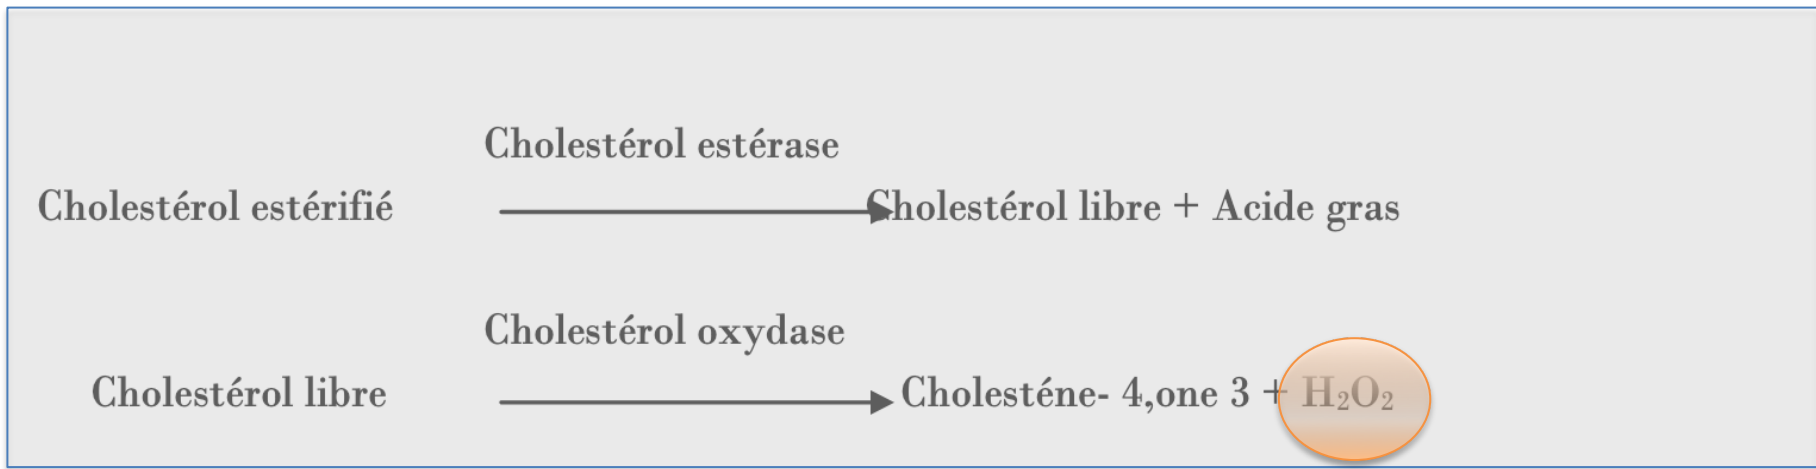 Cholestérol estérase
Cholestérol estérifié Cholestérol libre + Acide gras
Cholestérol oxydase
Cholestérol libre Cholesténe- 4,one 3 + H₂O₂